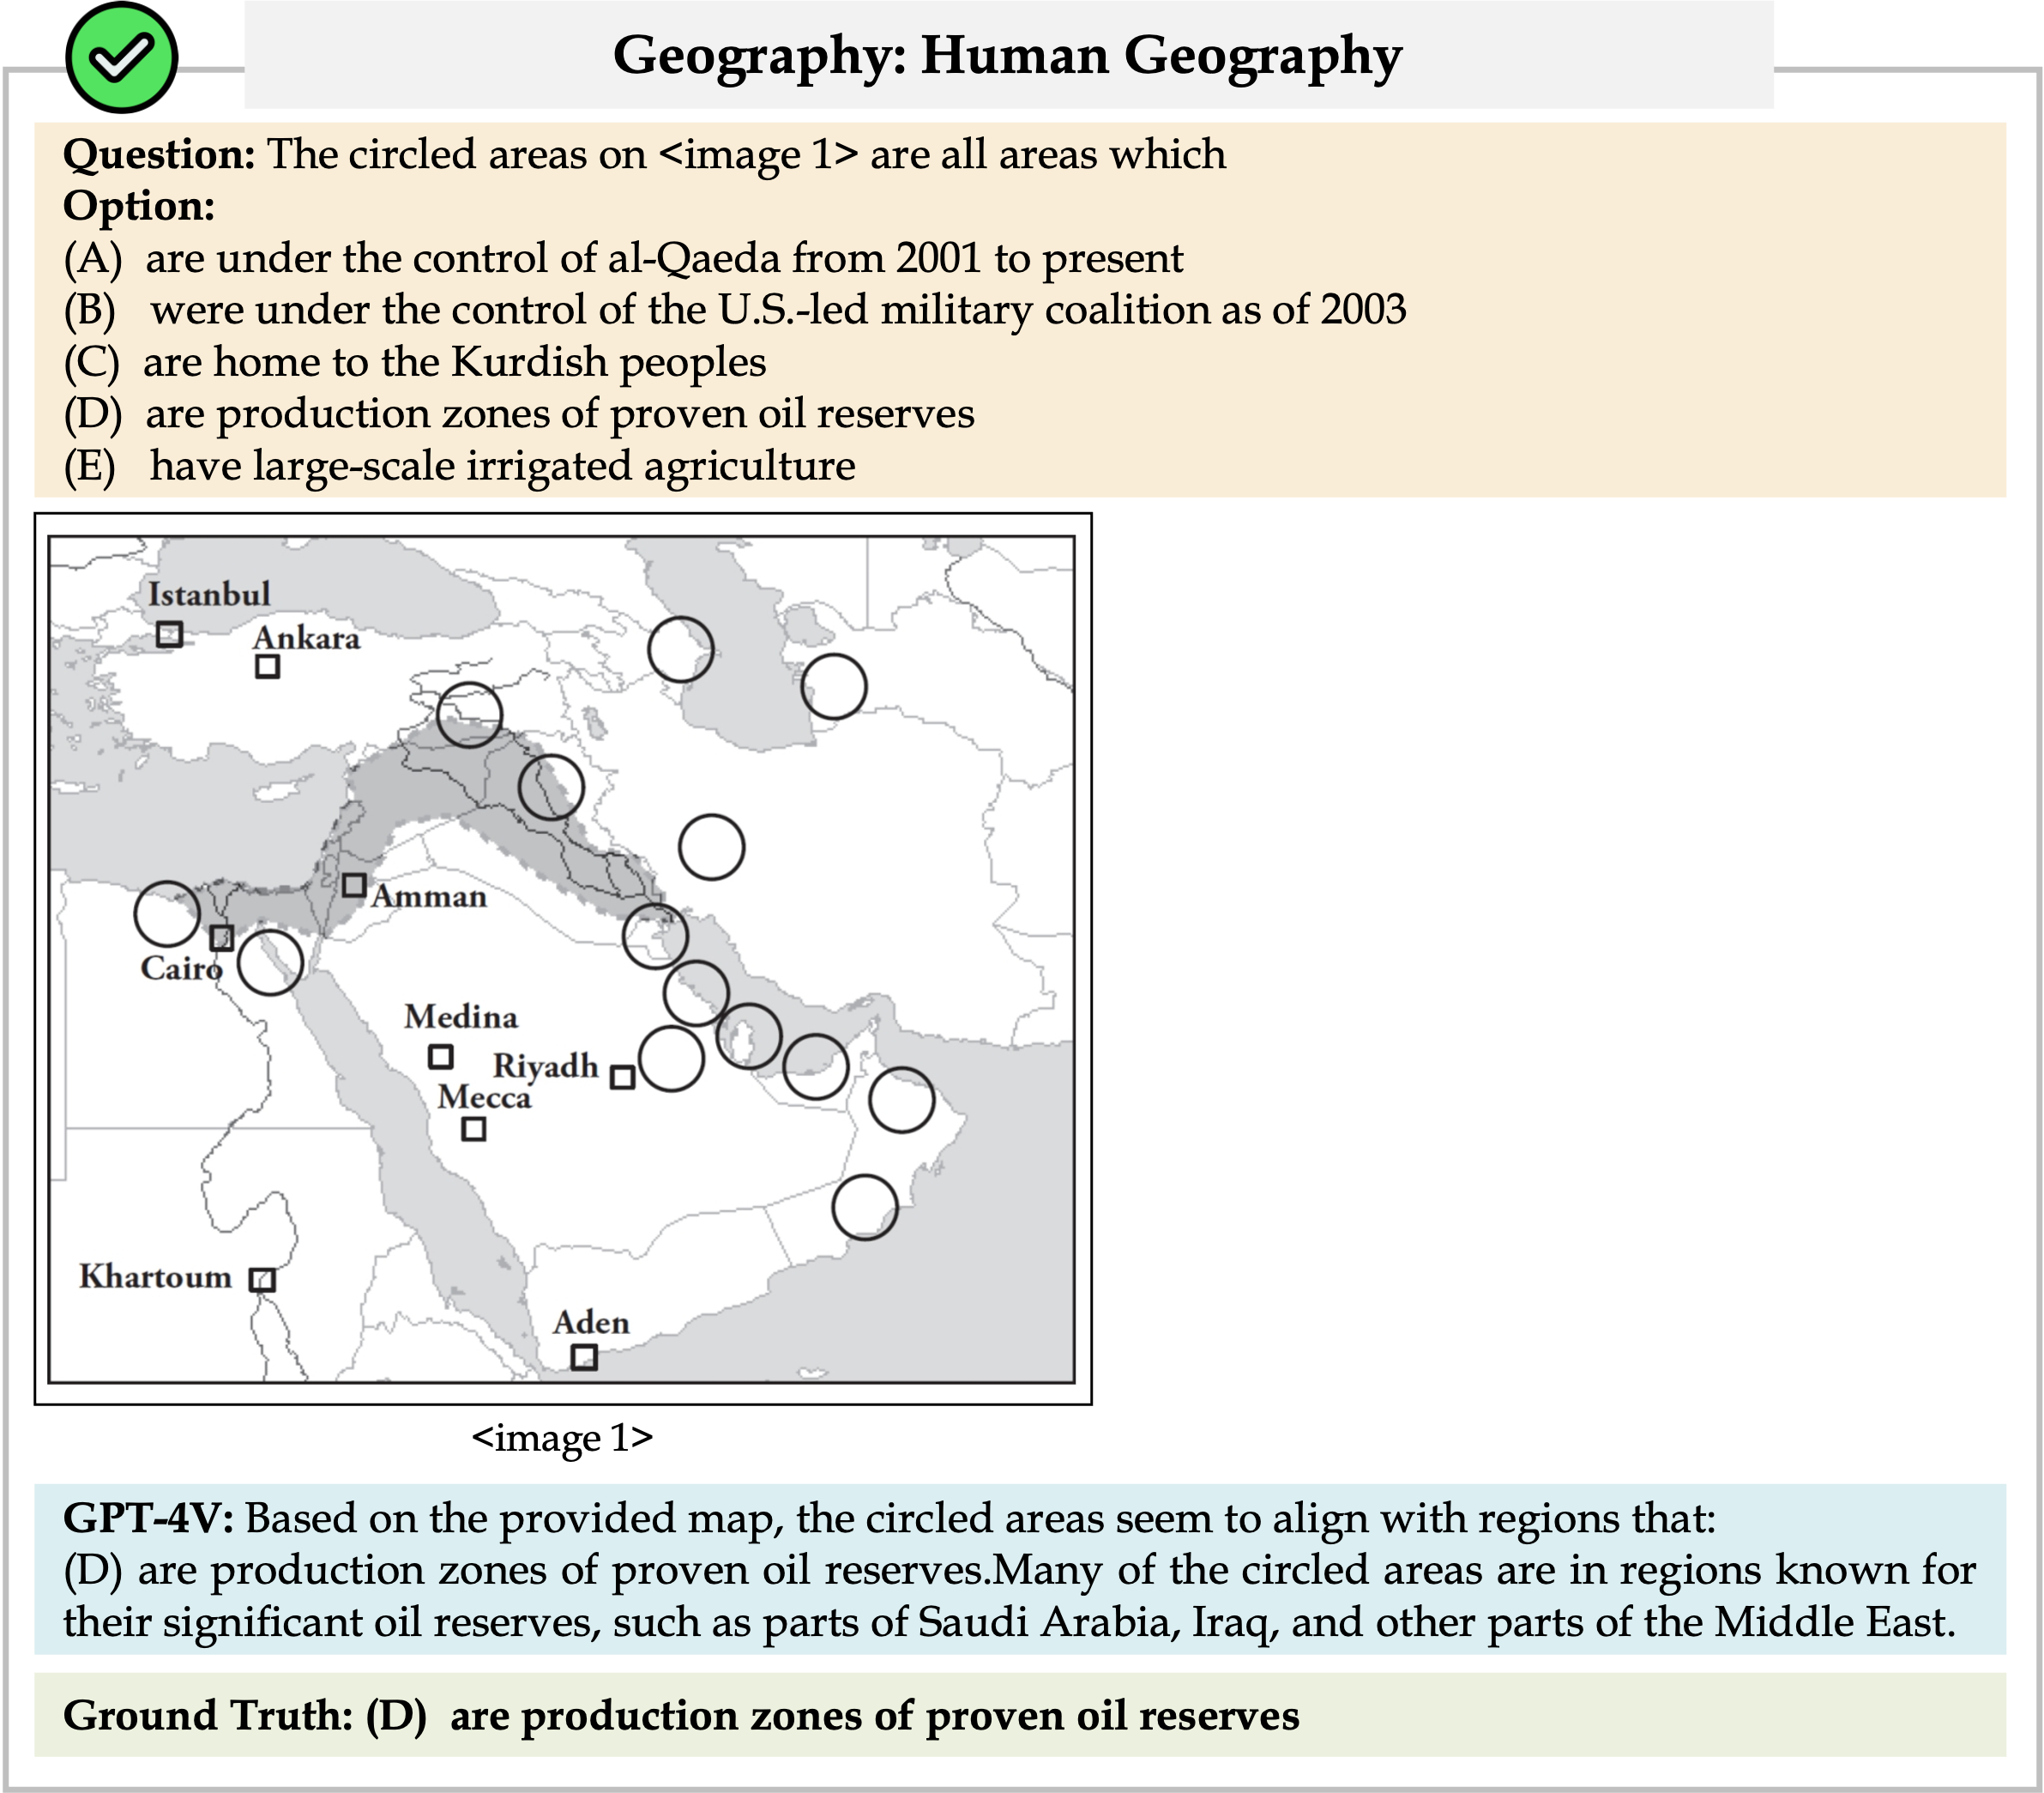 Geography: Human Geography
Question: The circled areas on <image 1> are all areas which
Option:
(A) are under the control of al-Qaeda from 2001 to present
(B) were under the control of the U.S.-led military coalition as of 2003
(C) are home to the Kurdish peoples
(D) are production zones of proven oil reserves
(E) have large-scale irrigated agriculture
Istanbul
Ankara
Amman
Cairo
Medina
Riyadh
Mecca
Khartoum
Aden
<image 1>
GPT-4V: Based on the provided map, the circled areas seem to align with regions that:
(D) are production zones of proven oil reserves.Many of the circled areas are in regions known for
their significant oil reserves, such as parts of Saudi Arabia, Iraq, and other parts of the Middle East.
Ground Truth: (D) are production zones of proven oil reserves